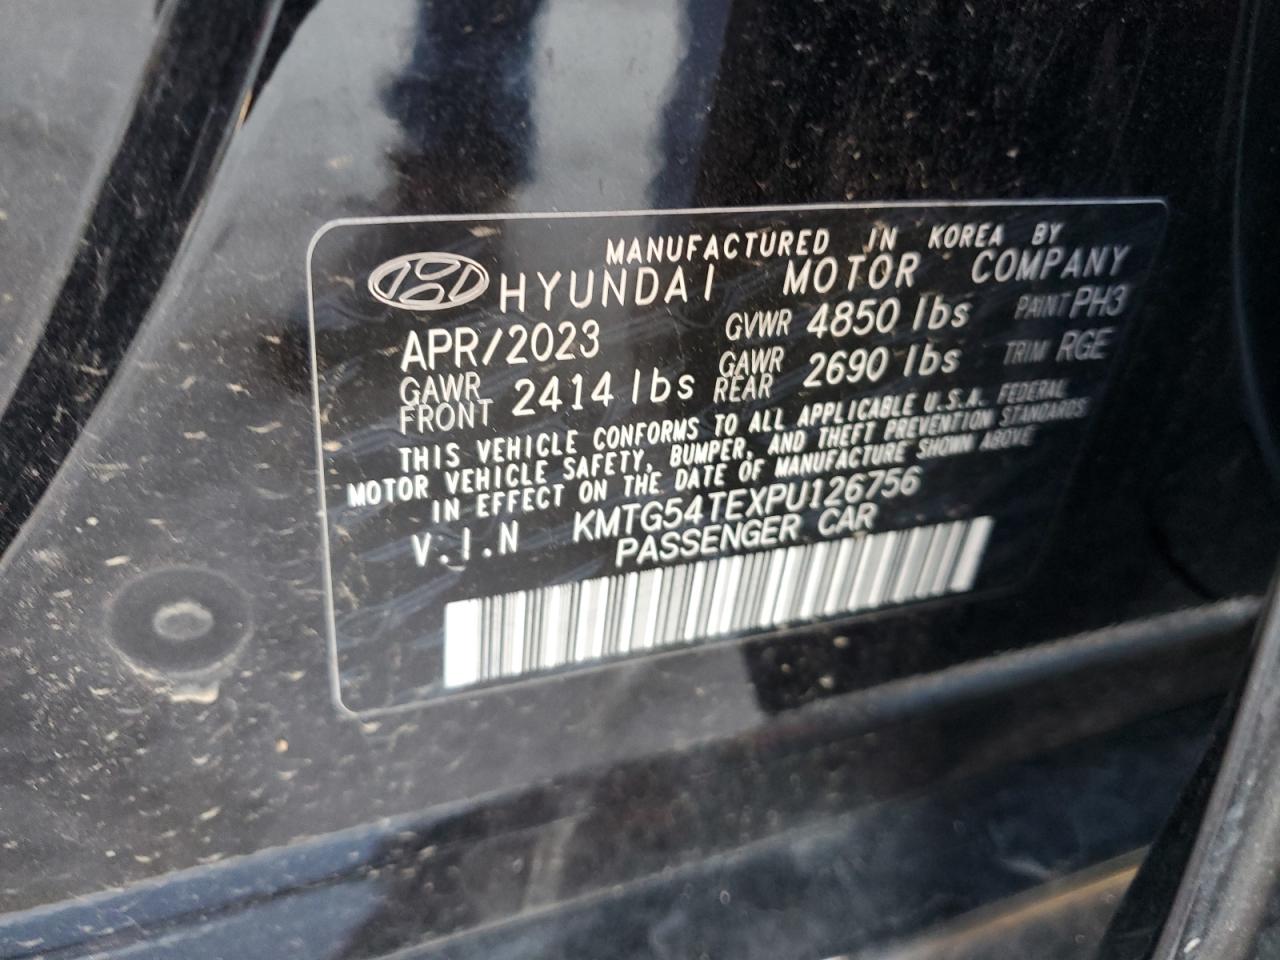 MANUFACTURED IN KOREA BY
HYUNDAI MOTOR COMPANY
APR/2023 GVWR 4850 lbs PAINT PH3
GAWR FRONT 2414 lbs GAWR REAR 2690 lbs TRIM RGE
THIS VEHICLE CONFORMS TO ALL APPLICABLE U.S.A. FEDERAL
MOTOR VEHICLE SAFETY, BUMPER, AND THEFT PREVENTION STANDARDS
IN EFFECT ON THE DATE OF MANUFACTURE SHOWN ABOVE
V.I.N KMTG54TEXPU126756
PASSENGER CAR